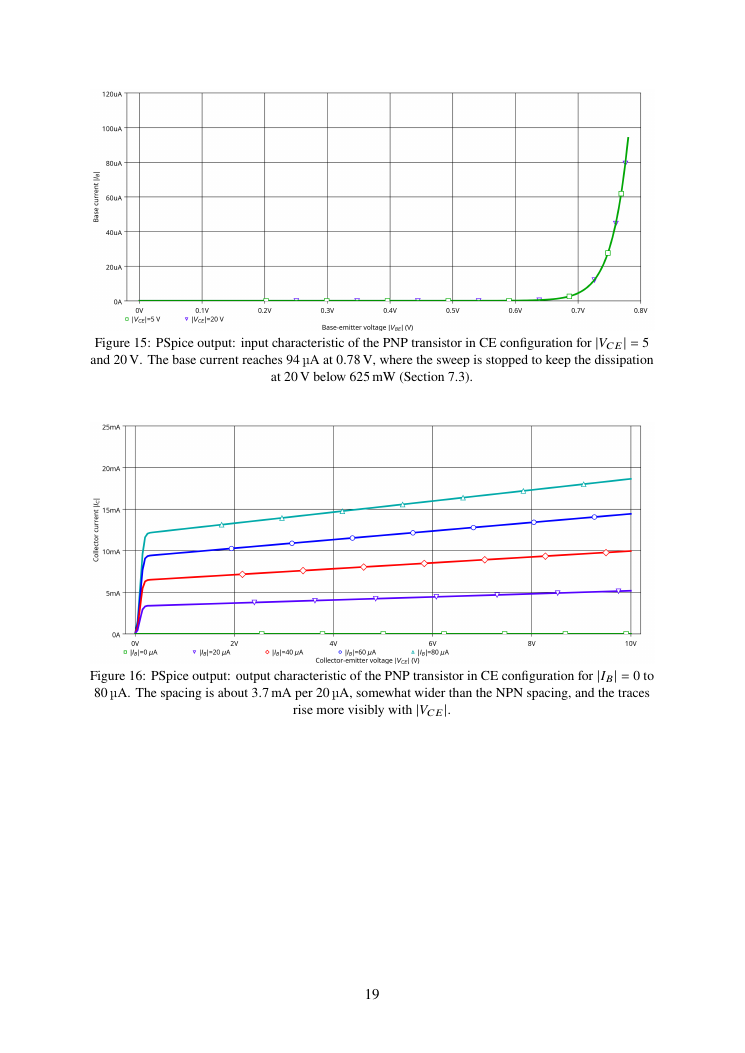 120uA
100uA
80uA
60uA
40uA
20uA
0A
Base current |I_B|
0V 0.1V 0.2V 0.3V 0.4V 0.5V 0.6V 0.7V 0.8V
|V_CE|=5 V |V_CE|=20 V
Base-emitter voltage |V_BE| (V)
Figure 15: PSpice output: input characteristic of the PNP transistor in CE configuration for |V_CE| = 5
and 20 V. The base current reaches 94 µA at 0.78 V, where the sweep is stopped to keep the dissipation
at 20 V below 625 mW (Section 7.3).
25mA
20mA
15mA
10mA
5mA
0A
Collector current |I_C|
0V 2V 4V 6V 8V 10V
|I_B|=0 µA |I_B|=20 µA |I_B|=40 µA |I_B|=60 µA |I_B|=80 µA
Collector-emitter voltage |V_CE| (V)
Figure 16: PSpice output: output characteristic of the PNP transistor in CE configuration for |I_B| = 0 to
80 µA. The spacing is about 3.7 mA per 20 µA, somewhat wider than the NPN spacing, and the traces
rise more visibly with |V_CE|.
19